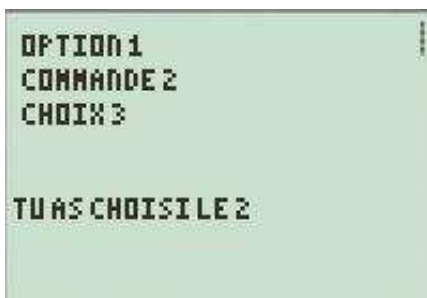 OPTION 1
COMMANDE 2
CHOIX 3
TU AS CHOISI LE 2